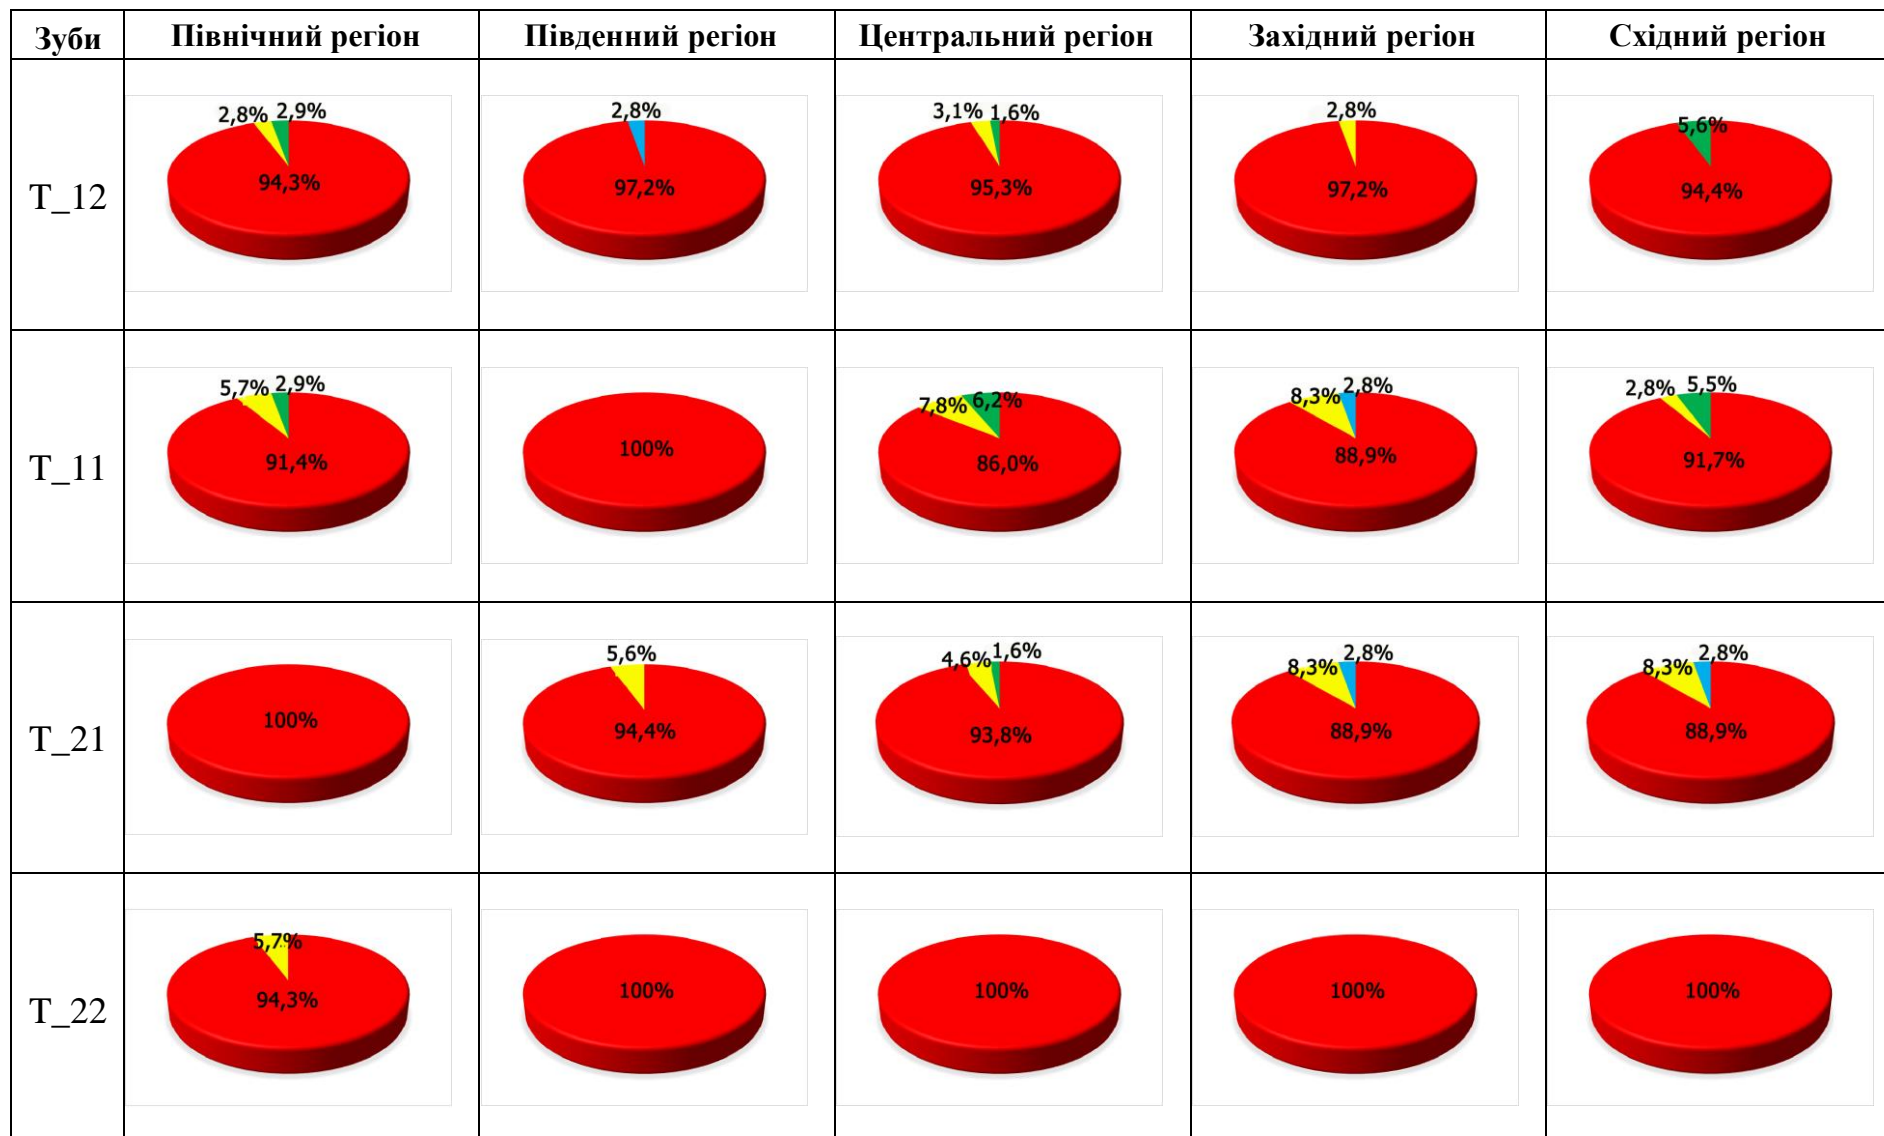 Зуби Північний регіон Південний регіон Центральний регіон Західний регіон Східний регіон
2,8% 2,9% 2,8% 3,1% 1,6% 2,8% 5,6%
T_12 94,3% 97,2% 95,3% 97,2% 94,4%
5,7% 2,9% 7,8% 6,2% 8,3% 2,8% 2,8% 5,5%
T_11 91,4% 100% 86,0% 88,9% 91,7%
5,6% 4,6% 1,6% 8,3% 2,8% 8,3% 2,8%
T_21 100% 94,4% 93,8% 88,9% 88,9%
5,7%
T_22 94,3% 100% 100% 100% 100%